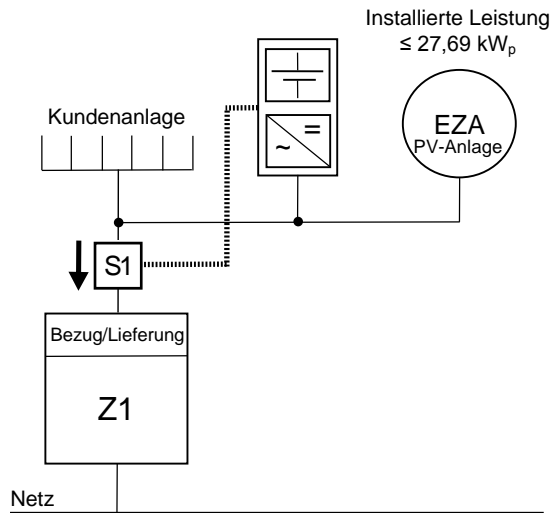 Installierte Leistung
≤ 27,69 kWp
Kundenanlage
=
~
EZA
PV-Anlage
S1
Bezug/Lieferung
Z1
Netz